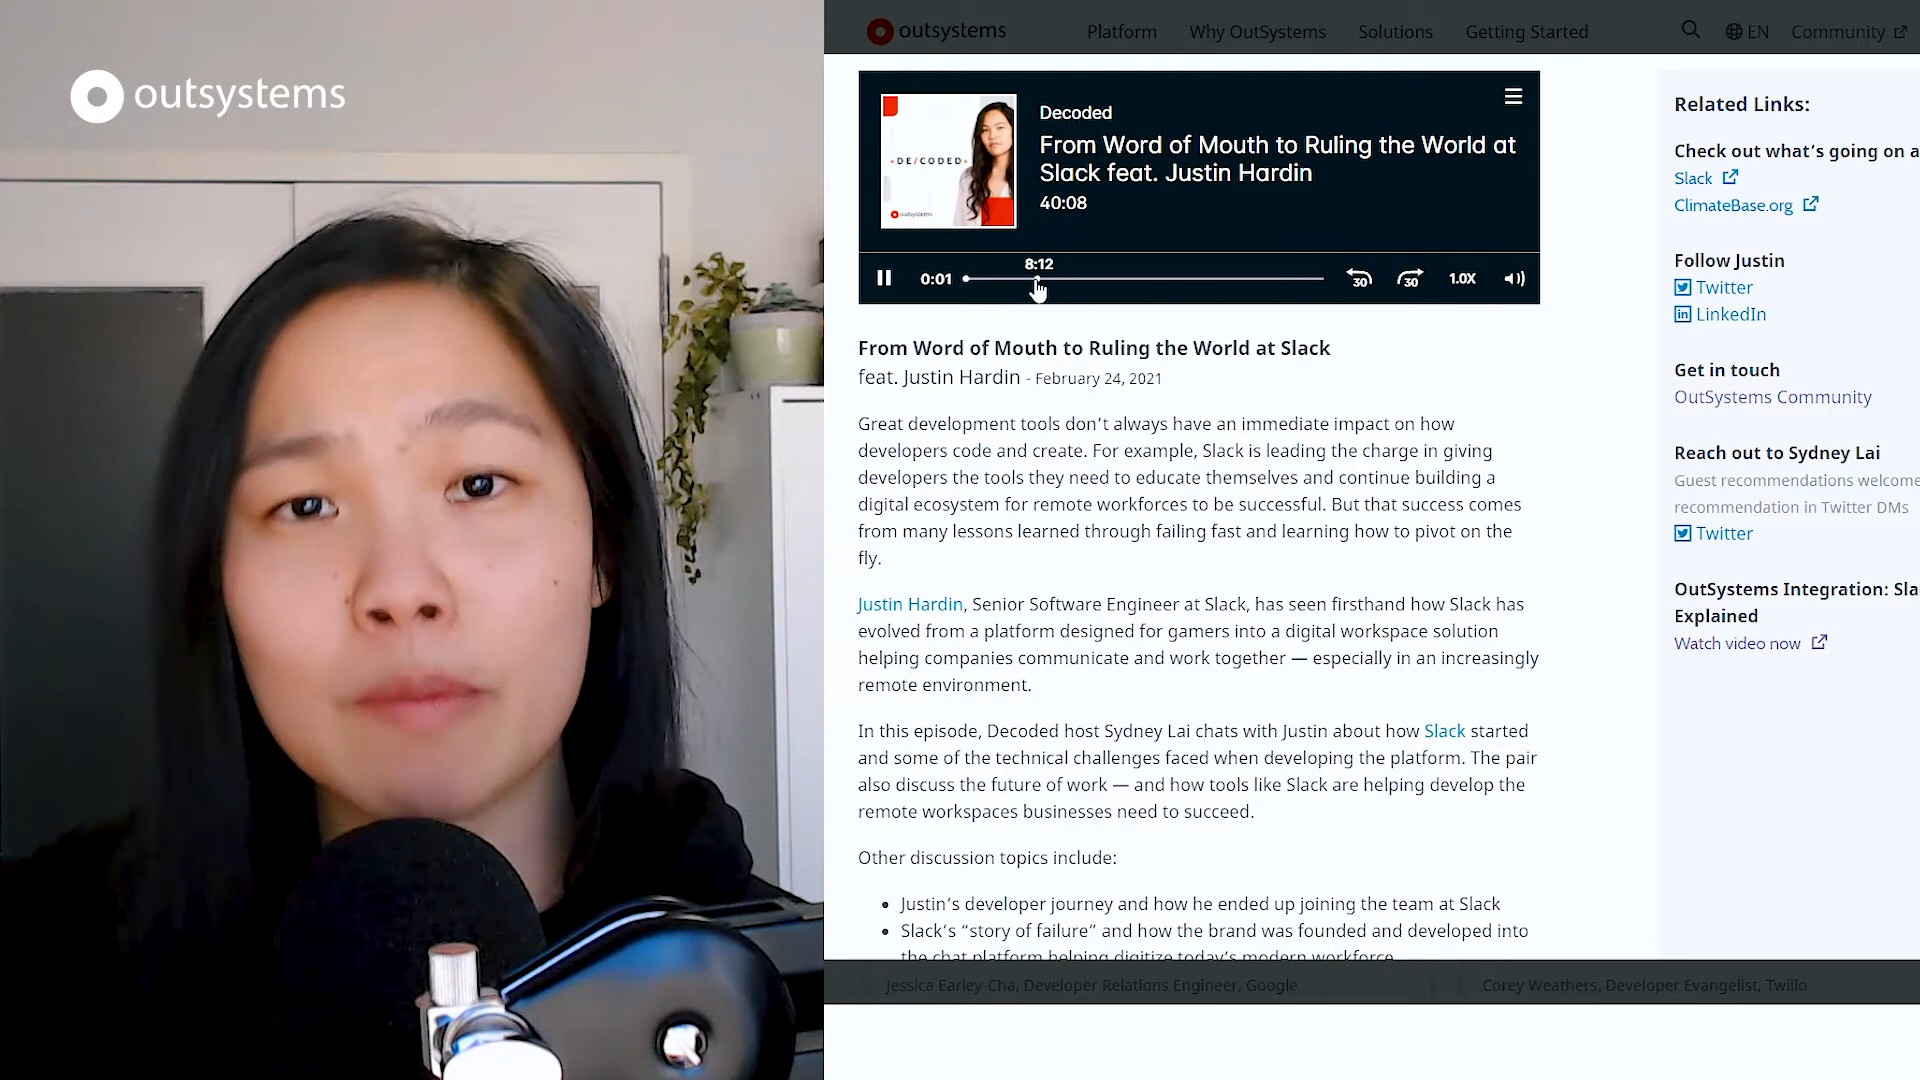 outsystems
outsystems
Platform
Why OutSystems
Solutions
Getting Started
EN
Community
DE/CODED
outsystems
Decoded
From Word of Mouth to Ruling the World at
Slack feat. Justin Hardin
40:08
8:12
0:01
30
30
1.0X
From Word of Mouth to Ruling the World at Slack
feat. Justin Hardin - February 24, 2021
Great development tools don’t always have an immediate impact on how
developers code and create. For example, Slack is leading the charge in giving
developers the tools they need to educate themselves and continue building a
digital ecosystem for remote workforces to be successful. But that success comes
from many lessons learned through failing fast and learning how to pivot on the
fly.
Justin Hardin, Senior Software Engineer at Slack, has seen firsthand how Slack has
evolved from a platform designed for gamers into a digital workspace solution
helping companies communicate and work together — especially in an increasingly
remote environment.
In this episode, Decoded host Sydney Lai chats with Justin about how Slack started
and some of the technical challenges faced when developing the platform. The pair
also discuss the future of work — and how tools like Slack are helping develop the
remote workspaces businesses need to succeed.
Other discussion topics include:
• Justin’s developer journey and how he ended up joining the team at Slack
• Slack’s “story of failure” and how the brand was founded and developed into
the chat platform helping digitize today’s modern workforce
Related Links:
Check out what’s going on a
Slack
ClimateBase.org
Follow Justin
Twitter
in LinkedIn
Get in touch
OutSystems Community
Reach out to Sydney Lai
Guest recommendations welcome
recommendation in Twitter DMs
Twitter
OutSystems Integration: Sla
Explained
Watch video now
Jessica Earley-Cha, Developer Relations Engineer, Google
Corey Weathers, Developer Evangelist, Twilio